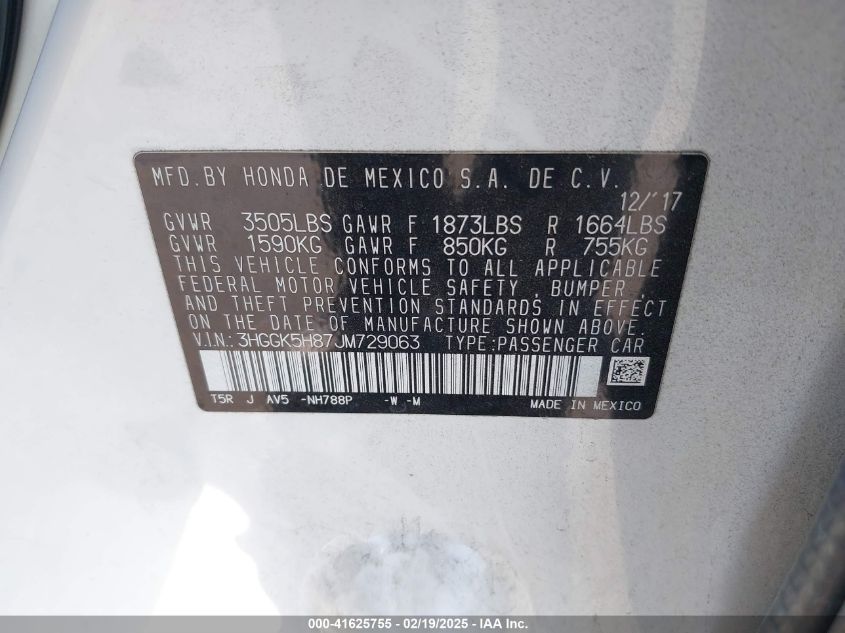 MFD.BY HONDA DE MEXICO S.A. DE C.V.
12/'17
GVWR 3505LBS GAWR F 1873LBS R 1664LBS
GVWR 1590KG GAWR F 850KG R 755KG
THIS VEHICLE CONFORMS TO ALL APPLICABLE
FEDERAL MOTOR VEHICLE SAFETY , BUMPER ,
AND THEFT PREVENTION STANDARDS IN EFFECT
ON THE DATE OF MANUFACTURE SHOWN ABOVE.
V.I.N.: 3HGGK5H87JM729063 TYPE:PASSENGER CAR
T5R J AV5 -NH788P -W -M MADE IN MEXICO
000-41625755 - 02/19/2025 - IAA Inc.